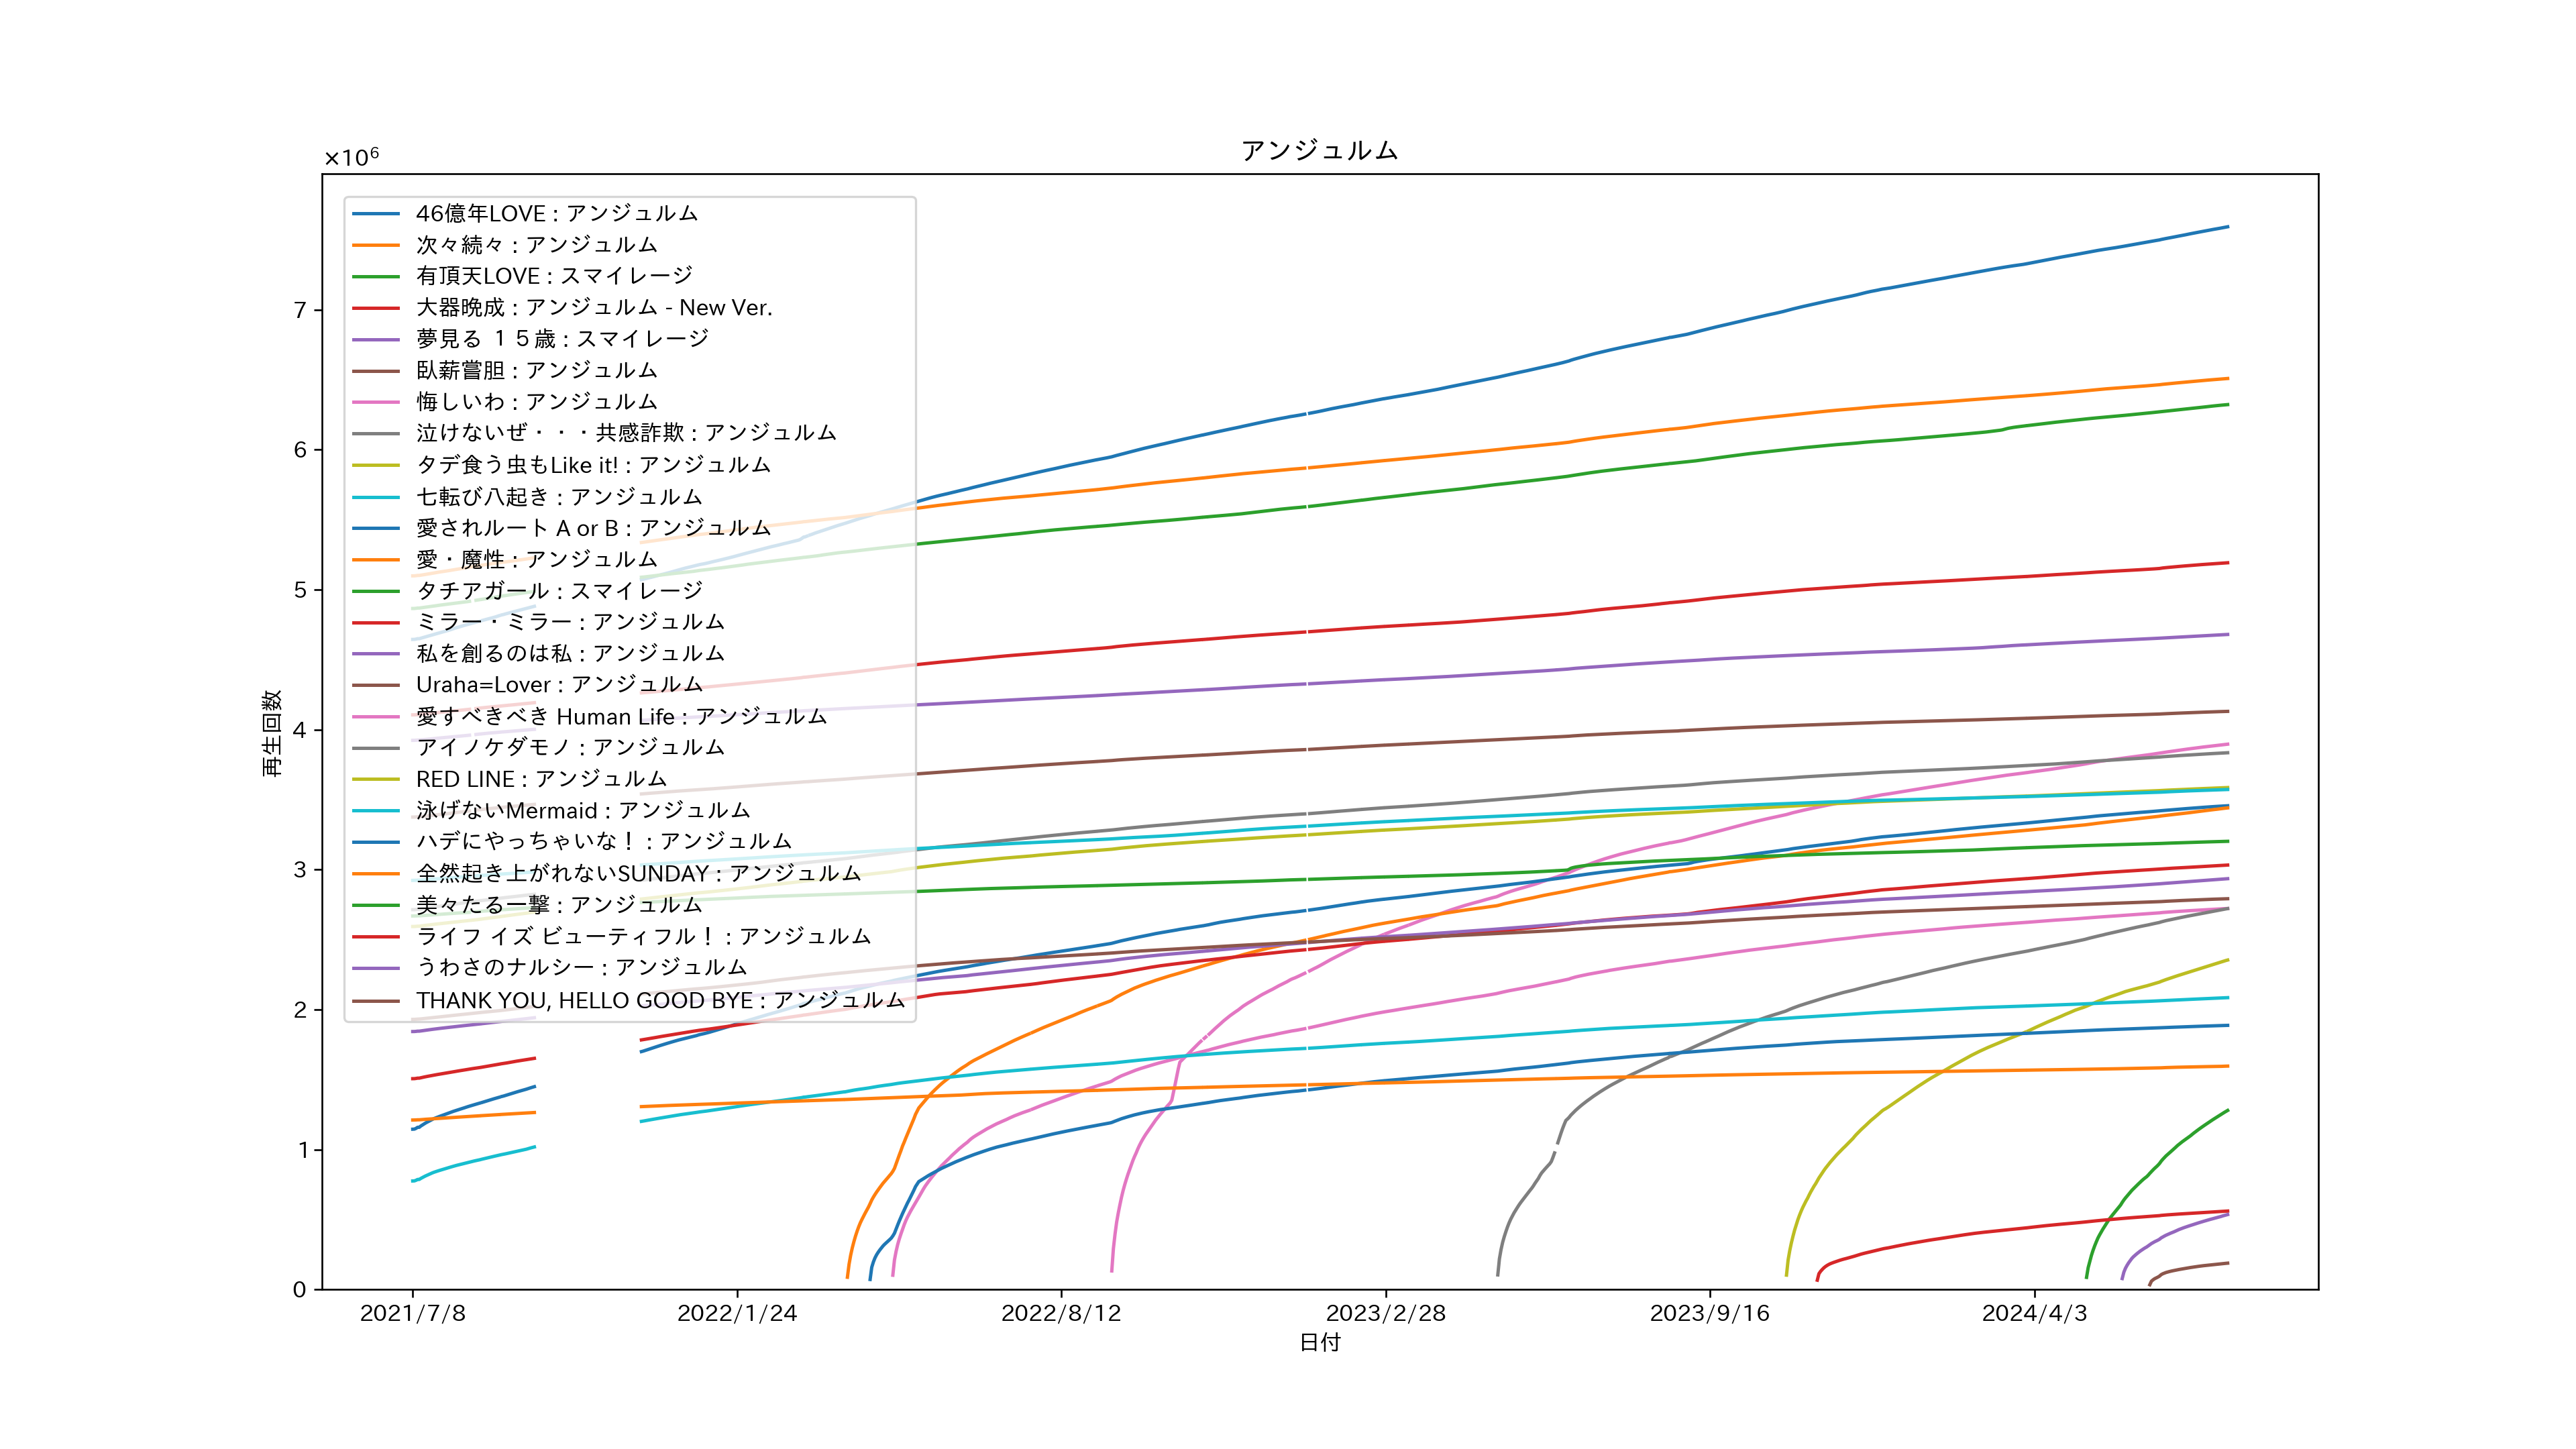 アンジュルム
×10⁶
46億年LOVE : アンジュルム
次々続々 : アンジュルム
有頂天LOVE : スマイレージ
大器晩成 : アンジュルム - New Ver.
夢見る １５歳 : スマイレージ
臥薪嘗胆 : アンジュルム
悔しいわ : アンジュルム
泣けないぜ・・・共感詐欺 : アンジュルム
タデ食う虫もLike it! : アンジュルム
七転び八起き : アンジュルム
愛されルート A or B : アンジュルム
愛・魔性 : アンジュルム
タチアガール : スマイレージ
ミラー・ミラー : アンジュルム
私を創るのは私 : アンジュルム
Uraha=Lover : アンジュルム
愛すべきべき Human Life : アンジュルム
アイノケダモノ : アンジュルム
RED LINE : アンジュルム
泳げないMermaid : アンジュルム
ハデにやっちゃいな！ : アンジュルム
全然起き上がれないSUNDAY : アンジュルム
美々たる一撃 : アンジュルム
ライフ イズ ビューティフル！ : アンジュルム
うわさのナルシー : アンジュルム
THANK YOU, HELLO GOOD BYE : アンジュルム
7
6
5
4
3
2
1
0
再生回数
2021/7/8
2022/1/24
2022/8/12
2023/2/28
2023/9/16
2024/4/3
日付